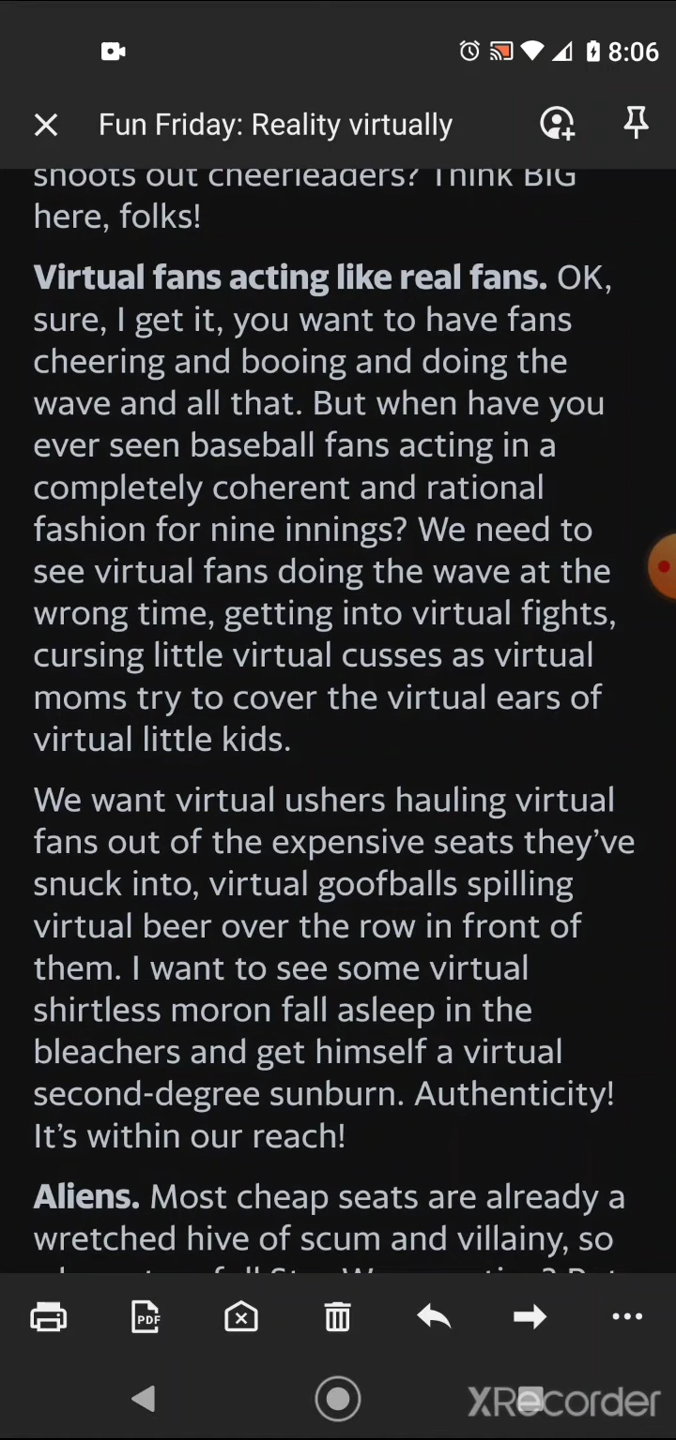 8:06
Fun Friday: Reality virtually
shoots out cheerleaders? Think BIG
here, folks!
Virtual fans acting like real fans. OK,
sure, I get it, you want to have fans
cheering and booing and doing the
wave and all that. But when have you
ever seen baseball fans acting in a
completely coherent and rational
fashion for nine innings? We need to
see virtual fans doing the wave at the
wrong time, getting into virtual fights,
cursing little virtual cusses as virtual
moms try to cover the virtual ears of
virtual little kids.
We want virtual ushers hauling virtual
fans out of the expensive seats they’ve
snuck into, virtual goofballs spilling
virtual beer over the row in front of
them. I want to see some virtual
shirtless moron fall asleep in the
bleachers and get himself a virtual
second-degree sunburn. Authenticity!
It’s within our reach!
Aliens. Most cheap seats are already a
wretched hive of scum and villainy, so
PDF
XRecorder